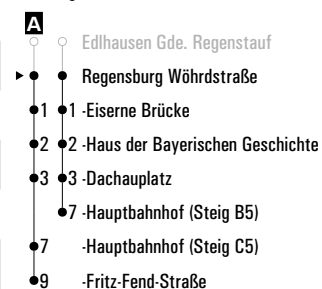 A
Edlhausen Gde. Regenstauf
Regensburg Wöhrdstraße
1 1 -Eiserne Brücke
2 2 -Haus der Bayerischen Geschichte
3 3 -Dachauplatz
7 -Hauptbahnhof (Steig B5)
7 -Hauptbahnhof (Steig C5)
9 -Fritz-Fend-Straße